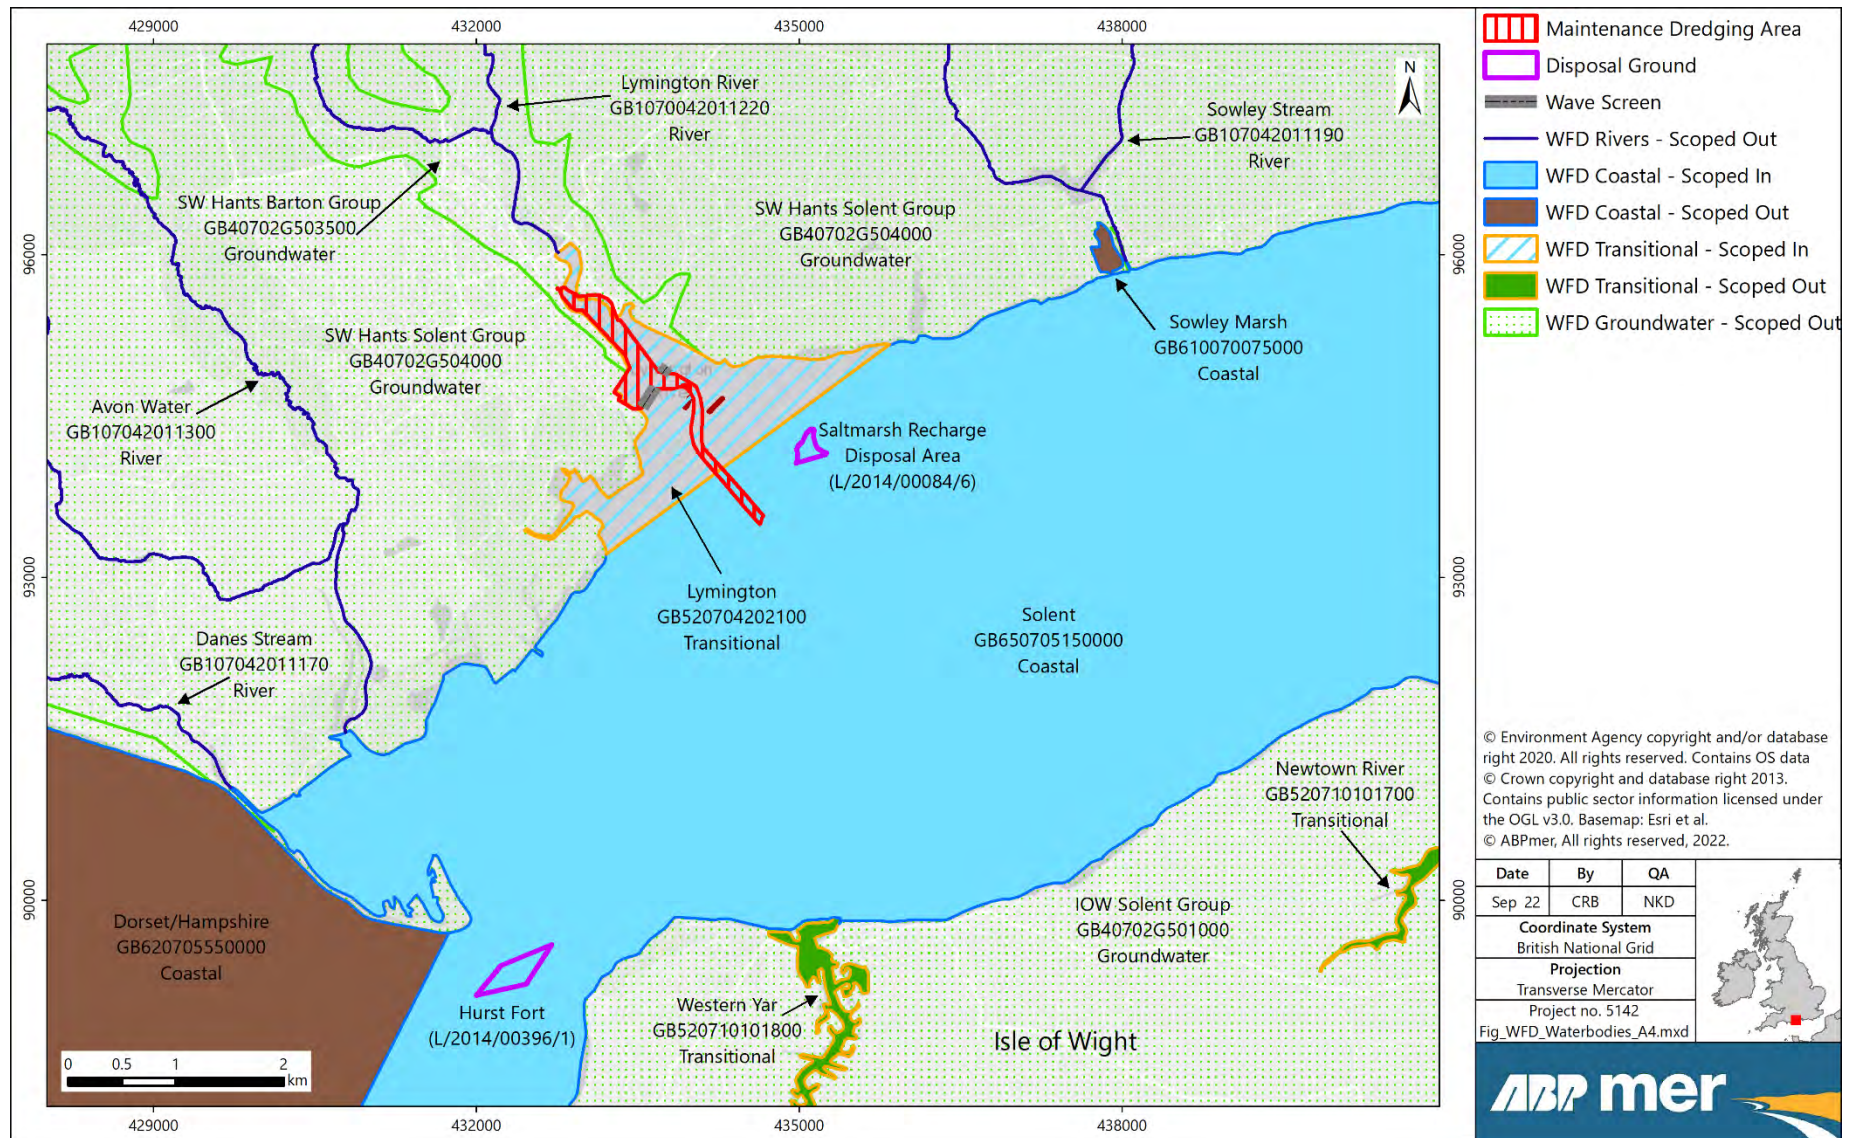 429000
432000
435000
438000
N
Lymington River
GB1070042011220
River
Sowley Stream
GB107042011190
River
SW Hants Barton Group
GB40702G503500
Groundwater
SW Hants Solent Group
GB40702G504000
Groundwater
96000
96000
SW Hants Solent Group
GB40702G504000
Groundwater
Sowley Marsh
GB610070075000
Coastal
Avon Water
GB107042011300
River
Saltmarsh Recharge
Disposal Area
(L/2014/00084/6)
93000
93000
Lymington
GB520704202100
Transitional
Solent
GB650705150000
Coastal
Danes Stream
GB107042011170
River
Newtown River
GB520710101700
Transitional
90000
90000
Dorset/Hampshire
GB620705550000
Coastal
IOW Solent Group
GB40702G501000
Groundwater
Hurst Fort
(L/2014/00396/1)
Western Yar
GB520710101800
Transitional
Isle of Wight
0 0.5 1 2
km
429000
432000
435000
438000
Maintenance Dredging Area
Disposal Ground
Wave Screen
WFD Rivers - Scoped Out
WFD Coastal - Scoped In
WFD Coastal - Scoped Out
WFD Transitional - Scoped In
WFD Transitional - Scoped Out
WFD Groundwater - Scoped Out
© Environment Agency copyright and/or database
right 2020. All rights reserved. Contains OS data
© Crown copyright and database right 2013.
Contains public sector information licensed under
the OGL v3.0. Basemap: Esri et al.
© ABPmer, All rights reserved, 2022.
Date By QA
Sep 22 CRB NKD
Coordinate System
British National Grid
Projection
Transverse Mercator
Project no. 5142
Fig_WFD_Waterbodies_A4.mxd
ABPmer